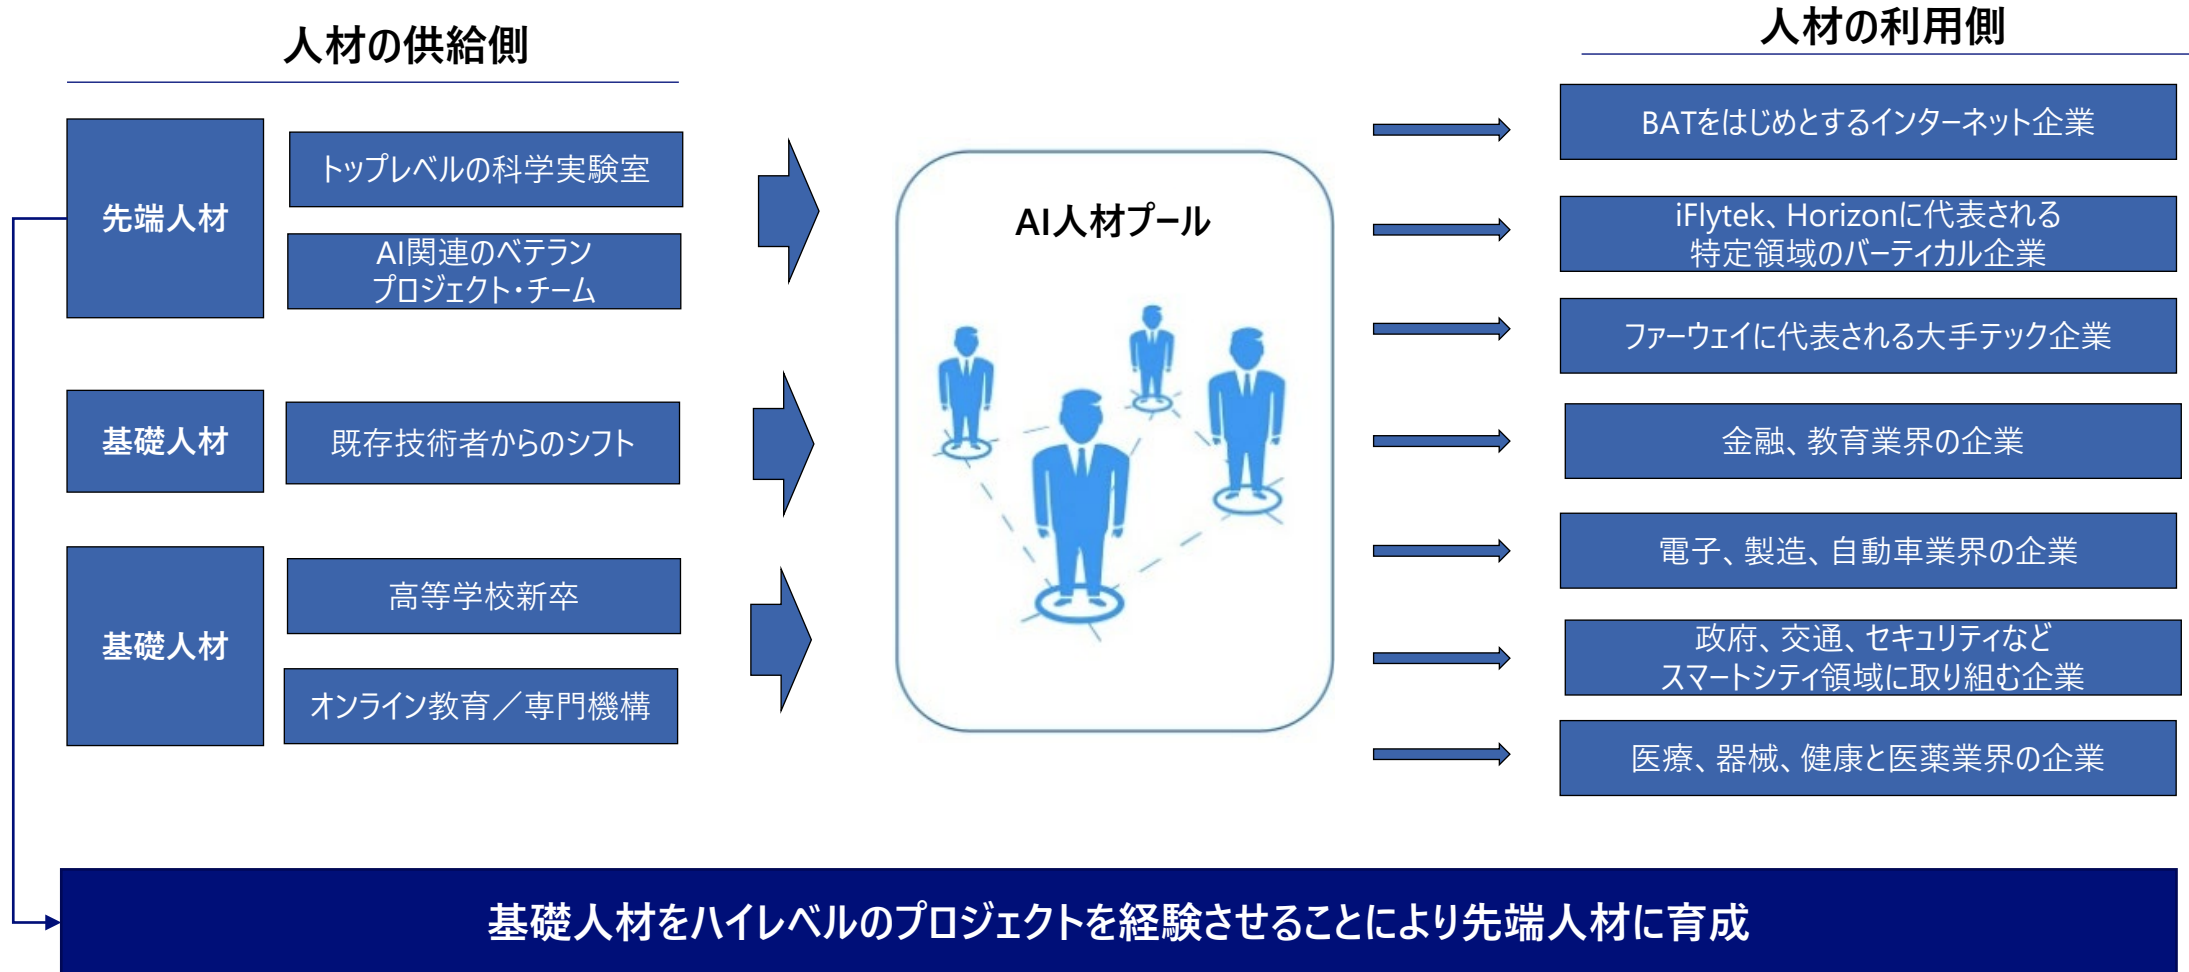 人材の供給側
先端人材
トップレベルの科学実験室
AI関連のベテラン
プロジェクト・チーム
基礎人材
既存技術者からのシフト
基礎人材
高等学校新卒
オンライン教育／専門機構
AI人材プール
人材の利用側
BATをはじめとするインターネット企業
iFlytek、Horizonに代表される
特定領域のバーティカル企業
ファーウェイに代表される大手テック企業
金融、教育業界の企業
電子、製造、自動車業界の企業
政府、交通、セキュリティなど
スマートシティ領域に取り組む企業
医療、器械、健康と医薬業界の企業
基礎人材をハイレベルのプロジェクトを経験させることにより先端人材に育成